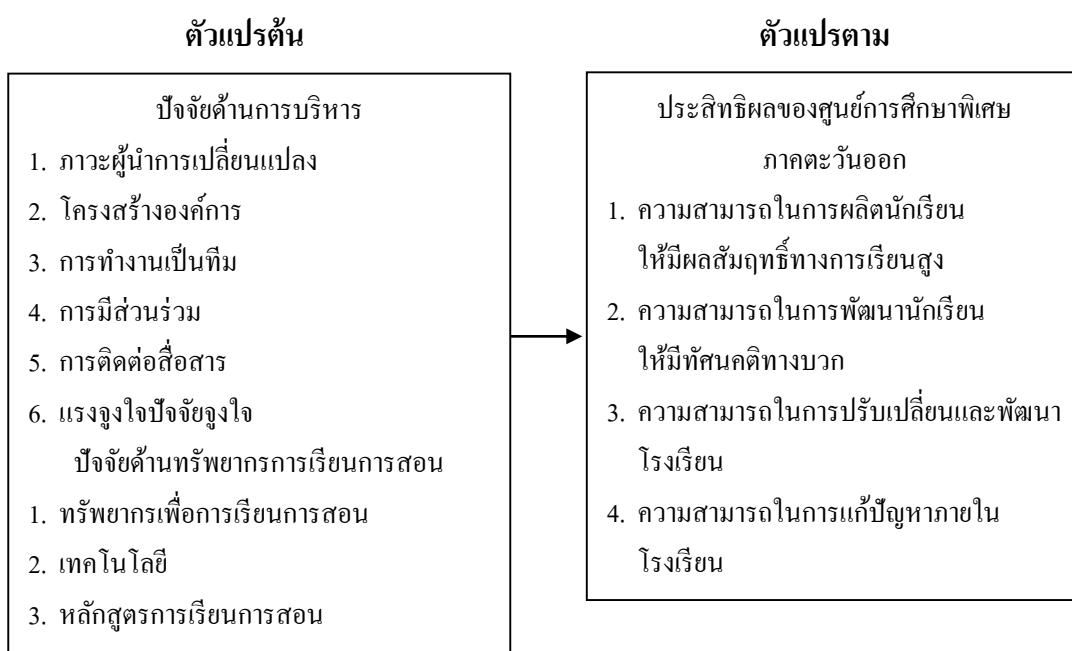 ตัวแปรต้น
ปัจจัยด้านการบริหาร
1. ภาวะผู้นำการเปลี่ยนแปลง
2. โครงสร้างองค์การ
3. การทำงานเป็นทีม
4. การมีส่วนร่วม
5. การติดต่อสื่อสาร
6. แรงจูงใจปัจจัยจูงใจ
ปัจจัยด้านทรัพยากรการเรียนการสอน
1. ทรัพยากรเพื่อการเรียนการสอน
2. เทคโนโลยี
3. หลักสูตรการเรียนการสอน
ตัวแปรตาม
ประสิทธิผลของศูนย์การศึกษาพิเศษ
ภาคตะวันออก
1. ความสามารถในการผลิตนักเรียน
ให้มีผลสัมฤทธิ์ทางการเรียนสูง
2. ความสามารถในการพัฒนานักเรียน
ให้มีทัศนคติทางบวก
3. ความสามารถในการปรับเปลี่ยนและพัฒนา
โรงเรียน
4. ความสามารถในการแก้ปัญหาภายใน
โรงเรียน